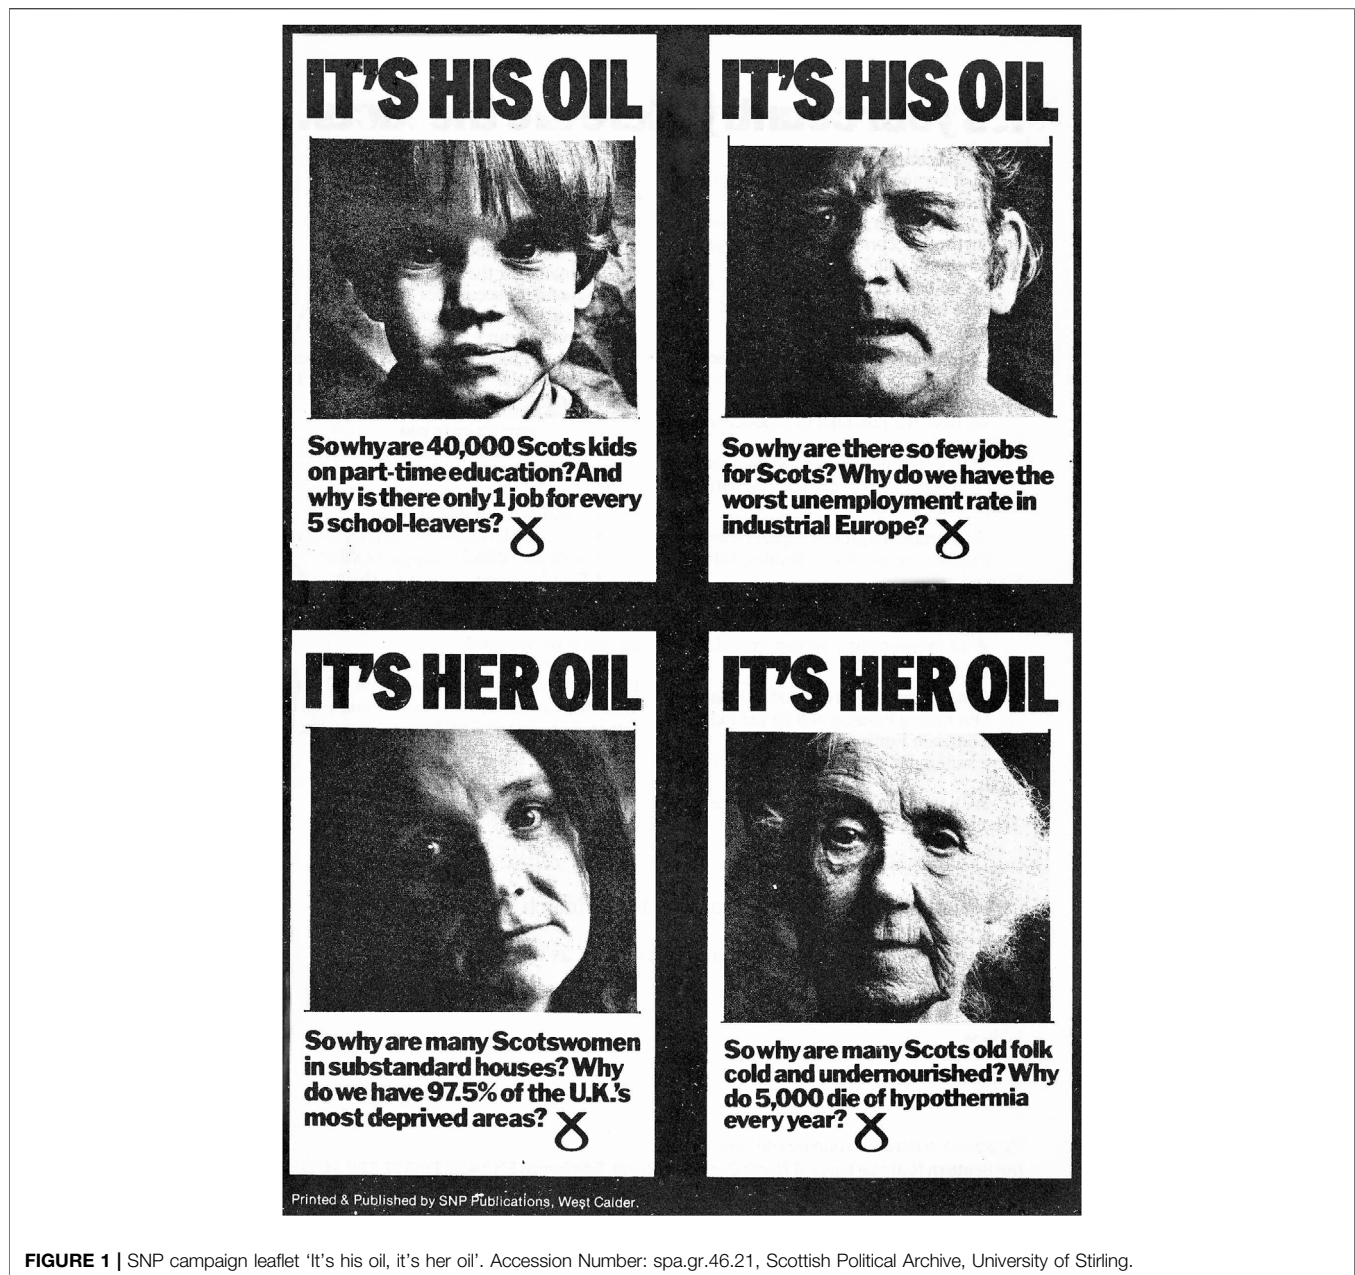 IT'S HIS OIL
So why are 40,000 Scots kids
on part-time education? And
why is there only 1 job for every
5 school-leavers?
IT'S HIS OIL
So why are there so few jobs
for Scots? Why do we have the
worst unemployment rate in
industrial Europe?
IT'S HER OIL
So why are many Scotswomen
in substandard houses? Why
do we have 97.5% of the U.K.'s
most deprived areas?
IT'S HER OIL
So why are many Scots old folk
cold and undernourished? Why
do 5,000 die of hypothermia
every year?
Printed & Published by SNP Publications, West Calder.
FIGURE 1 | SNP campaign leaflet ‘It’s his oil, it’s her oil’. Accession Number: spa.gr.46.21, Scottish Political Archive, University of Stirling.